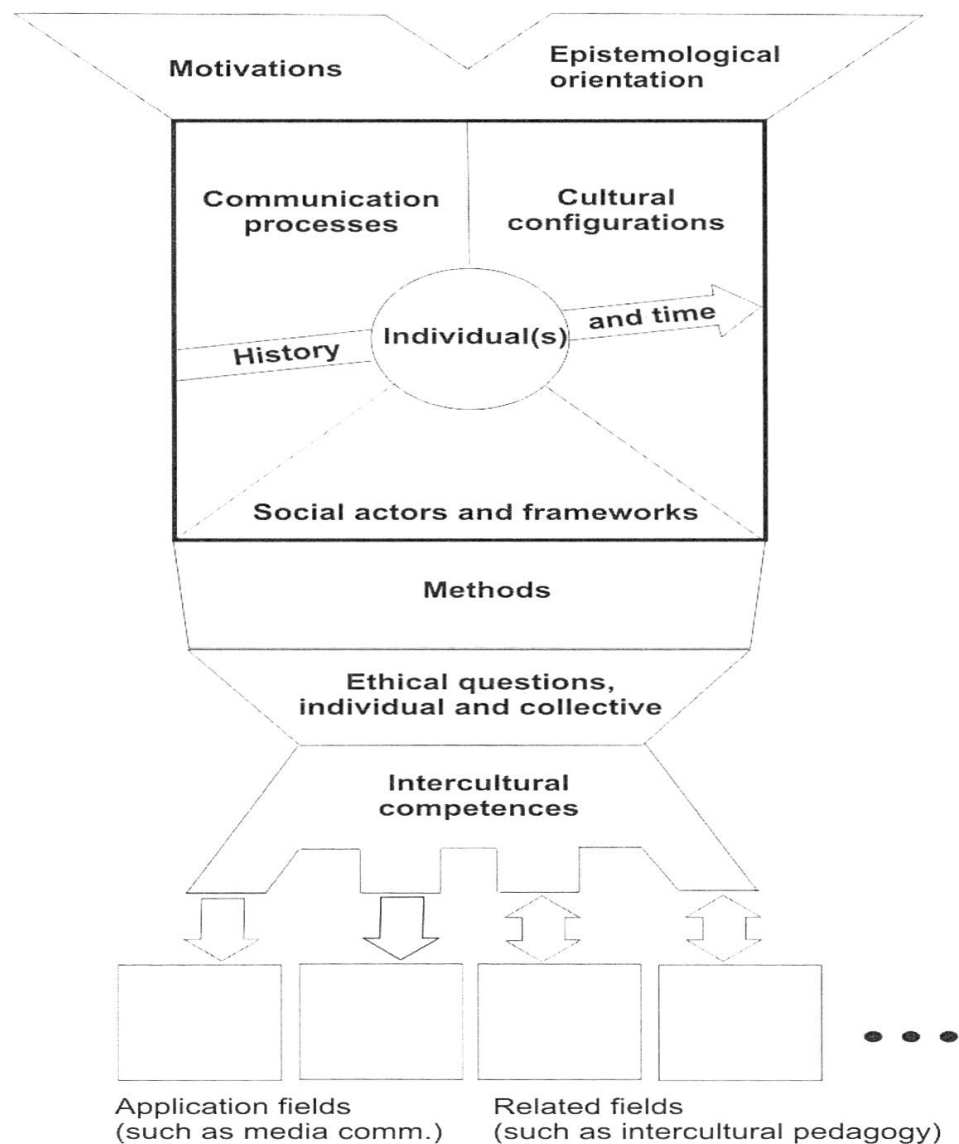 Motivations
Epistemological
orientation
Communication
processes
Cultural
configurations
History
Individual(s)
and time
Social actors and frameworks
Methods
Ethical questions,
individual and collective
Intercultural
competences
Application fields
(such as media comm.)
Related fields
(such as intercultural pedagogy)